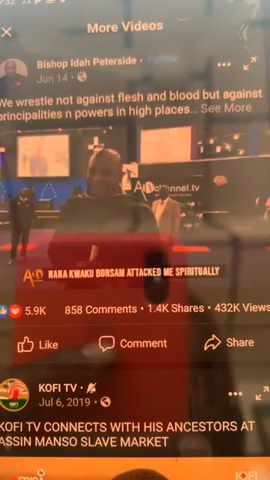 More Videos
Bishop Idah Peterside
Jun 14
We wrestle not against flesh and blood but against
principalities n powers in high places... See More
NANA KWAKU BONSAM ATTACKED ME SPIRITUALLY
5.9K 858 Comments • 1.4K Shares • 432K Views
Like Comment Share
KOFI TV
Jul 6, 2019
KOFI TV CONNECTS WITH HIS ANCESTORS AT
ASSIN MANSO SLAVE MARKET